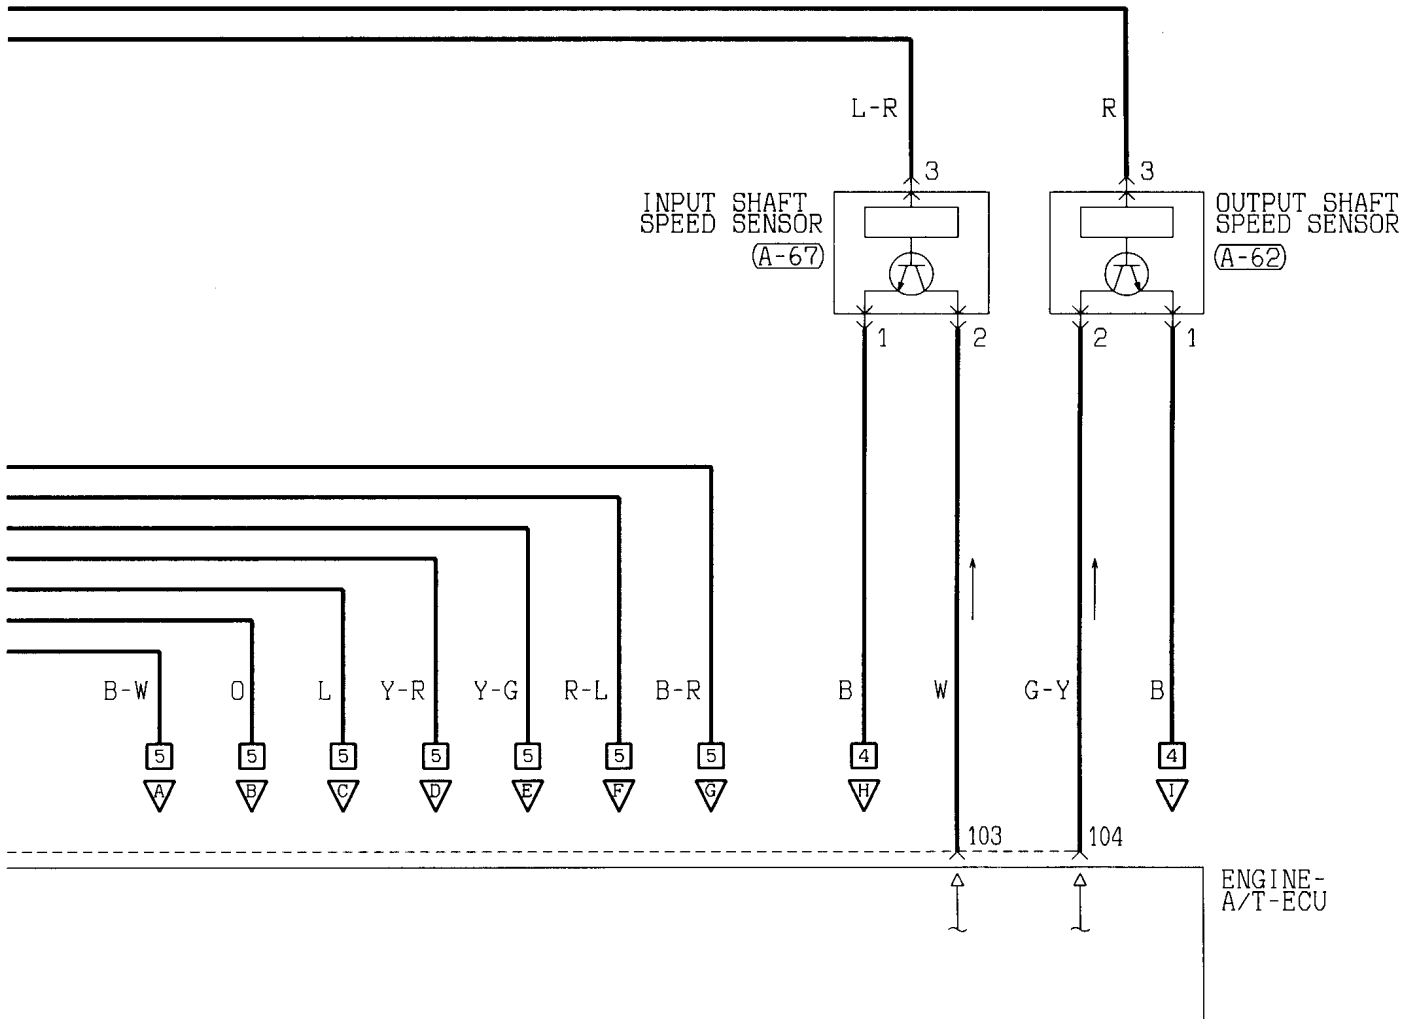 L-R
R
3
3
INPUT SHAFT
SPEED SENSOR
A-67
OUTPUT SHAFT
SPEED SENSOR
A-62
1
2
2
1
B-W
O
L
Y-R
Y-G
R-L
B-R
B
W
G-Y
B
5
5
5
5
5
5
5
4
4
A
B
C
D
E
F
G
H
I
103
104
ENGINE-
A/T-ECU